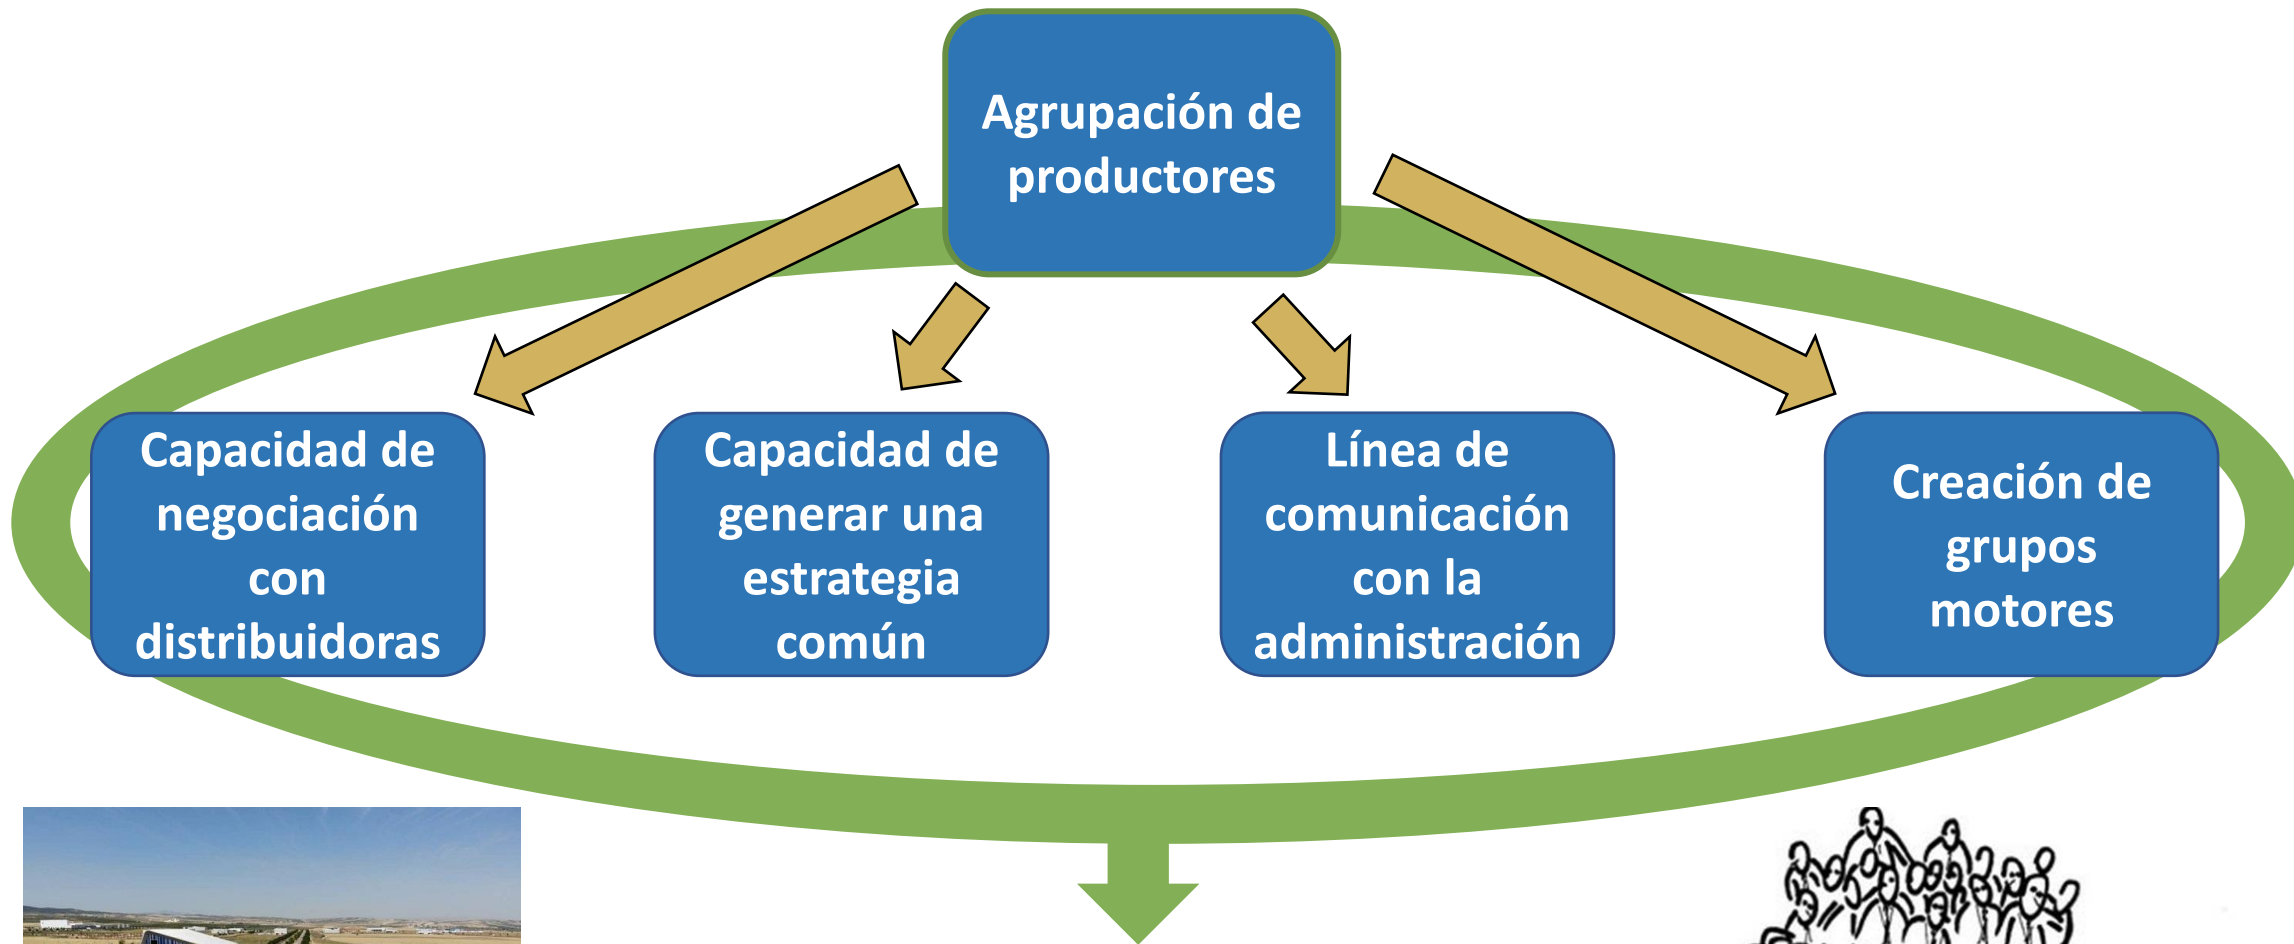 Agrupación de
productores
Capacidad de
negociación
con
distribuidoras
Capacidad de
generar una
estrategia
común
Línea de
comunicación
con la
administración
Creación de
grupos
motores